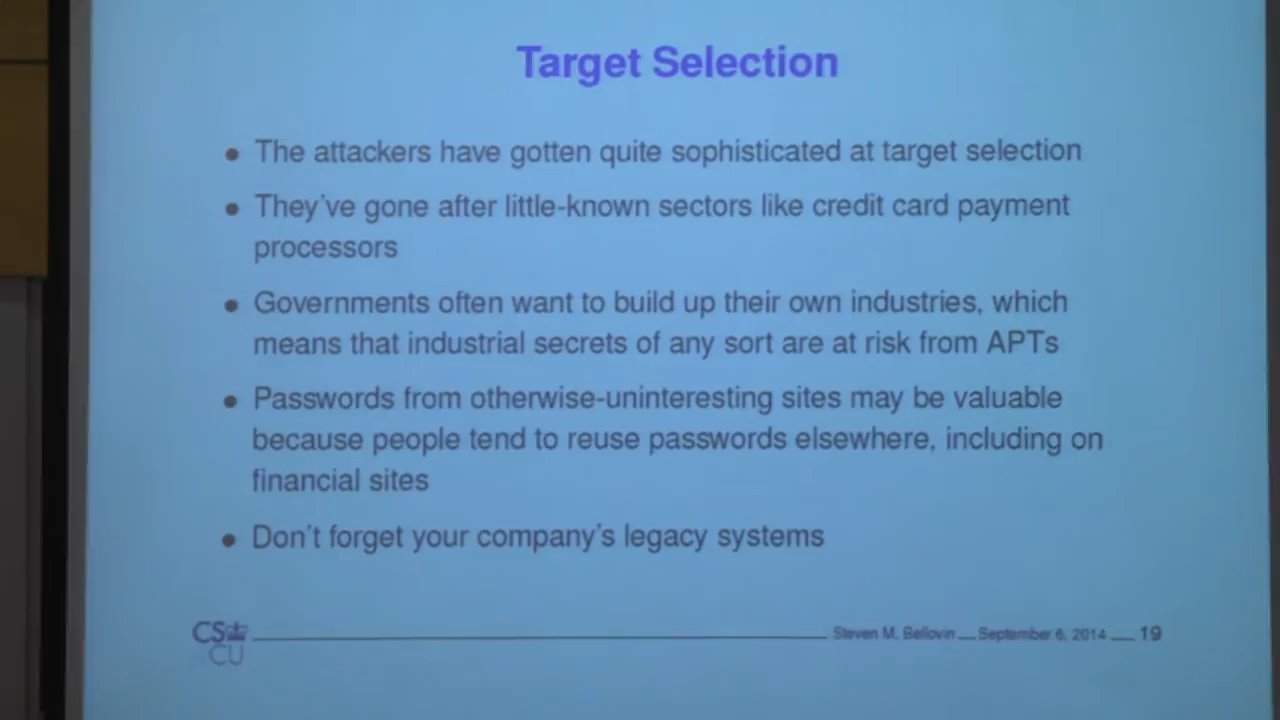 Target Selection
• The attackers have gotten quite sophisticated at target selection
• They've gone after little-known sectors like credit card payment
processors
• Governments often want to build up their own industries, which
means that industrial secrets of any sort are at risk from APTs
• Passwords from otherwise-uninteresting sites may be valuable
because people tend to reuse passwords elsewhere, including on
financial sites
• Don't forget your company's legacy systems
CS
CU
Steven M. Bellovin — September 6, 2014 — 19